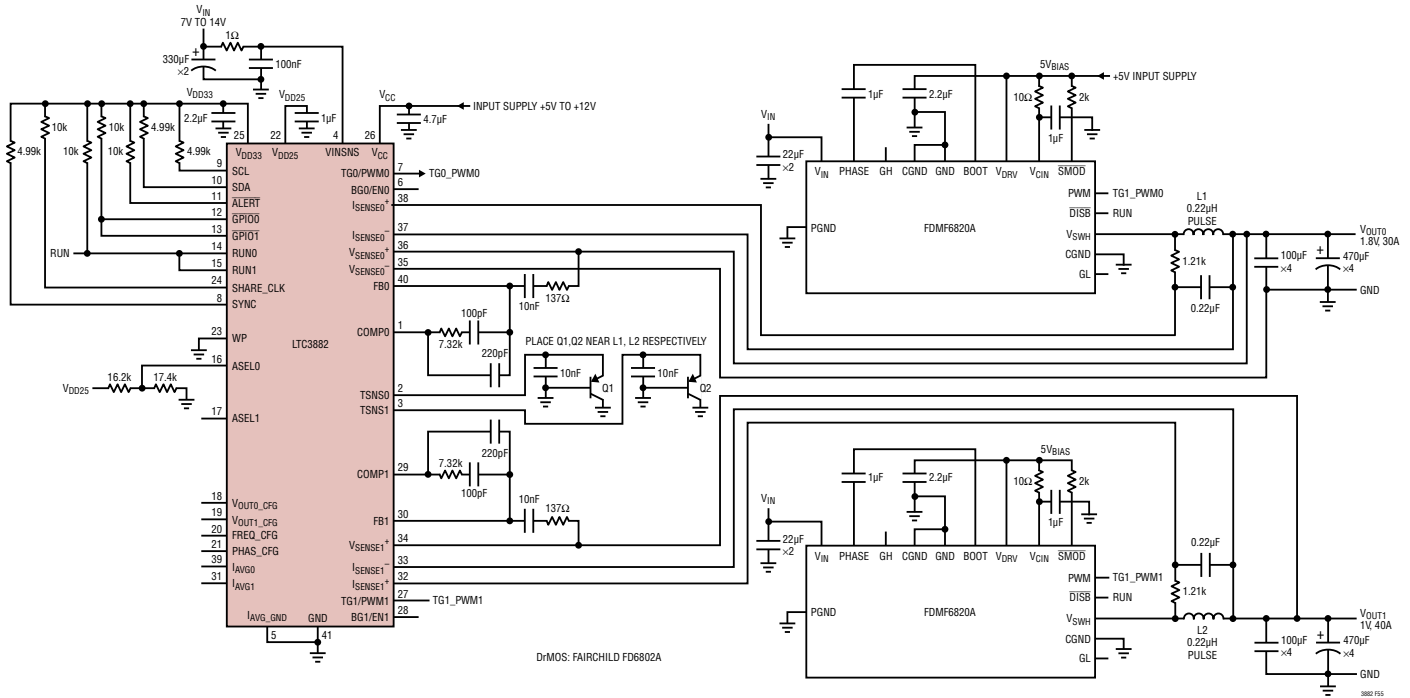 VIN
7V TO 14V
1Ω
330µF
×2
+
100nF
VDD33
VDD25
VCC
INPUT SUPPLY +5V TO +12V
2.2µF
1µF
4.7µF
10k
10k
4.99k
4.99k
10k
10k
4.99k
25
22
4
26
VDD33
VDD25
VINSNS
VCC
9
SCL
10
SDA
11
ALERT
12
GPIO0
13
GPIO1
RUN
14
RUN0
15
RUN1
24
SHARE_CLK
8
SYNC
23
WP
16
ASEL0
VDD25
16.2k
17.4k
17
ASEL1
18
VOUT0_CFG
19
VOUT1_CFG
20
FREQ_CFG
21
PHAS_CFG
39
IAVG0
31
IAVG1
IAVG_GND
GND
5
41
LTC3882
TG0/PWM0
7
TG0_PWM0
BG0/EN0
6
ISENSE0+
38
ISENSE0–
37
VSENSE0+
36
VSENSE0–
35
FB0
40
10nF
137Ω
100pF
COMP0
1
7.32k
220pF
PLACE Q1,Q2 NEAR L1, L2 RESPECTIVELY
10nF
Q1
10nF
Q2
TSNS0
2
TSNS1
3
220pF
COMP1
29
7.32k
100pF
10nF
137Ω
FB1
30
VSENSE1+
34
ISENSE1–
33
ISENSE1+
32
TG1/PWM1
27
TG1_PWM1
BG1/EN1
28
DrMOS: FAIRCHILD FD6802A
5VBIAS
+5V INPUT SUPPLY
1µF
2.2µF
10Ω
2k
1µF
VIN
22µF
×2
VIN
PHASE
GH
CGND
GND
BOOT
VDRV
VCIN
SMOD
PWM
TG1_PWM0
DISB
RUN
PGND
FDMF6820A
VSWH
CGND
GL
L1
0.22µH
PULSE
1.21k
0.22µF
100µF
×4
+
470µF
×4
VOUT0
1.8V, 30A
GND
5VBIAS
1µF
2.2µF
10Ω
2k
1µF
VIN
22µF
×2
VIN
PHASE
GH
CGND
GND
BOOT
VDRV
VCIN
SMOD
PWM
TG1_PWM1
DISB
RUN
PGND
FDMF6820A
VSWH
CGND
GL
0.22µF
1.21k
L2
0.22µH
PULSE
100µF
×4
+
470µF
×4
VOUT1
1V, 40A
GND
3882 F55